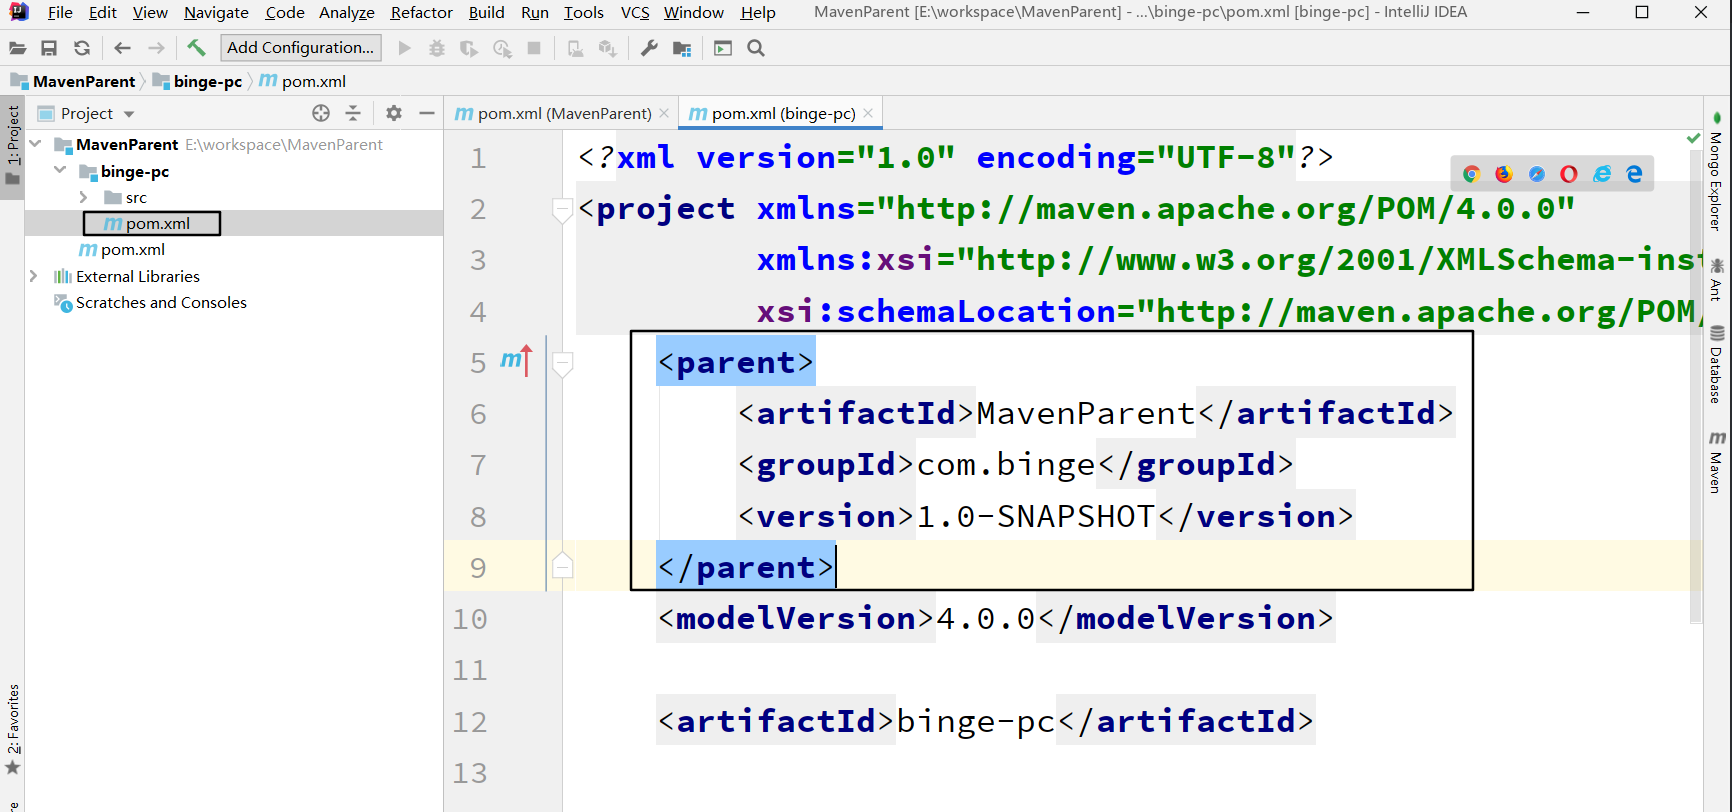 File Edit View Navigate Code Analyze Refactor Build Run Tools VCS Window Help MavenParent [E:\workspace\MavenParent] - ...\binge-pc\pom.xml [binge-pc] - IntelliJ IDEA
Add Configuration...
MavenParent binge-pc pom.xml
1: Project
Project
pom.xml (MavenParent)
pom.xml (binge-pc)
MavenParent E:\workspace\MavenParent
binge-pc
src
pom.xml
pom.xml
External Libraries
Scratches and Consoles
1 <?xml version="1.0" encoding="UTF-8"?>
2 <project xmlns="http://maven.apache.org/POM/4.0.0"
3 xmlns:xsi="http://www.w3.org/2001/XMLSchema-inst
4 xsi:schemaLocation="http://maven.apache.org/POM/
5 <parent>
6 <artifactId>MavenParent</artifactId>
7 <groupId>com.binge</groupId>
8 <version>1.0-SNAPSHOT</version>
9 </parent>
10 <modelVersion>4.0.0</modelVersion>
11
12 <artifactId>binge-pc</artifactId>
13
Mongo Explorer
Ant
Database
Maven
2: Favorites